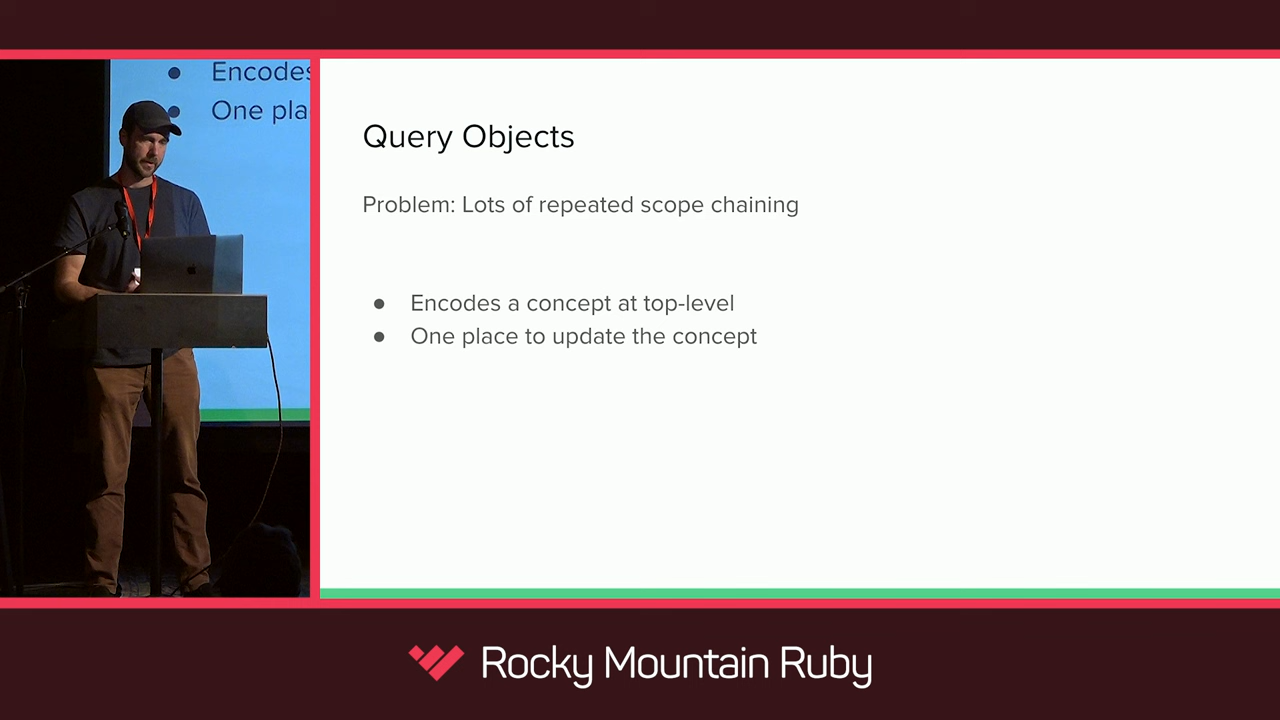 Encodes
One pla
Query Objects
Problem: Lots of repeated scope chaining
● Encodes a concept at top-level
● One place to update the concept
Rocky Mountain Ruby